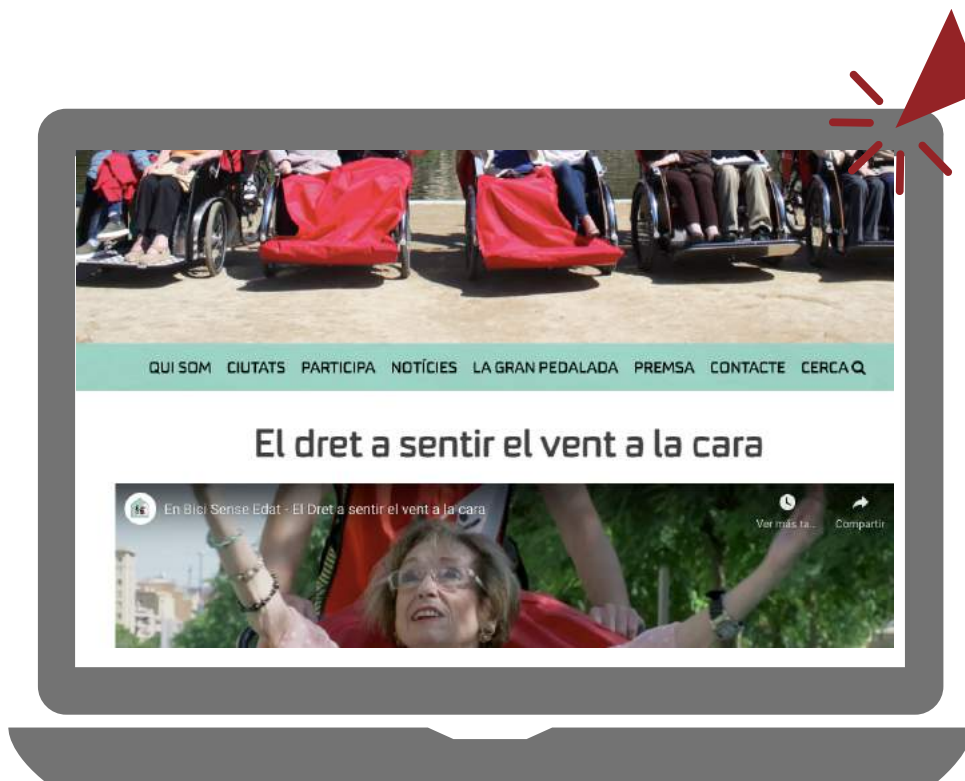 QUI SOM CIUTATS PARTICIPA NOTÍCIES LA GRAN PEDALADA PREMSA CONTACTE CERCA
El dret a sentir el vent a la cara
En Bici Sense Edat - El Dret a sentir el vent a la cara
Ver más ta... Compartir